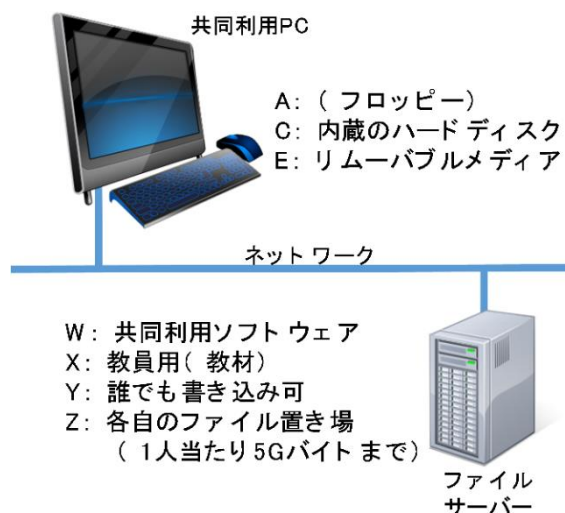 共同利用PC
A: (フロッピー)
C: 内蔵のハードディスク
E: リムーバブルメディア
ネットワーク
W: 共同利用ソフトウェア
X: 教員用(教材)
Y: 誰でも書き込み可
Z: 各自のファイル置き場
(1人当たり5Gバイトまで)
ファイル
サーバー